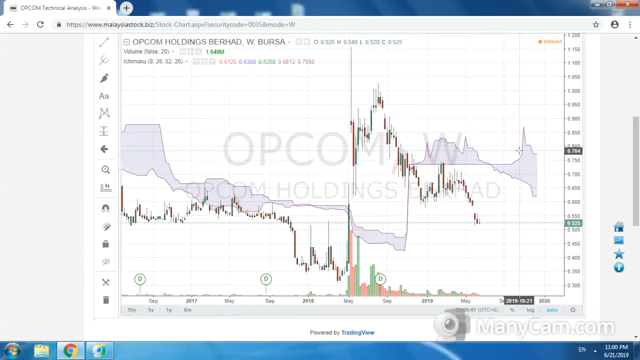 OPCOM Technical Analysis - W
https://www.malaysiastock.biz/Stock-Chart.aspx?securitycode=0035&mode=W
OPCOM HOLDINGS BERHAD, W, BURSA
O 0.525 H 0.540 L 0.520 C 0.525
Volume (false, 20) 1.648M
Ichimoku (9, 26, 52, 26) 0.6125 0.6300 0.5250 0.6812 0.7550
Aa
OPCOM, W
OPCOM HOLDINGS BERHAD
1.200
1.150
1.100
1.050
1.000
0.950
0.900
0.850
0.800
0.784
0.750
0.700
0.650
0.600
0.550
0.525
0.500
0.450
0.400
0.350
0.300
D D D
Sep 2017 May Sep 2018 May Sep 2019 May 2019-10-21 2020
10y 5y 1y 6m
% log auto
ManyCam.com
Powered by TradingView
EN
11:00 PM
6/21/2019